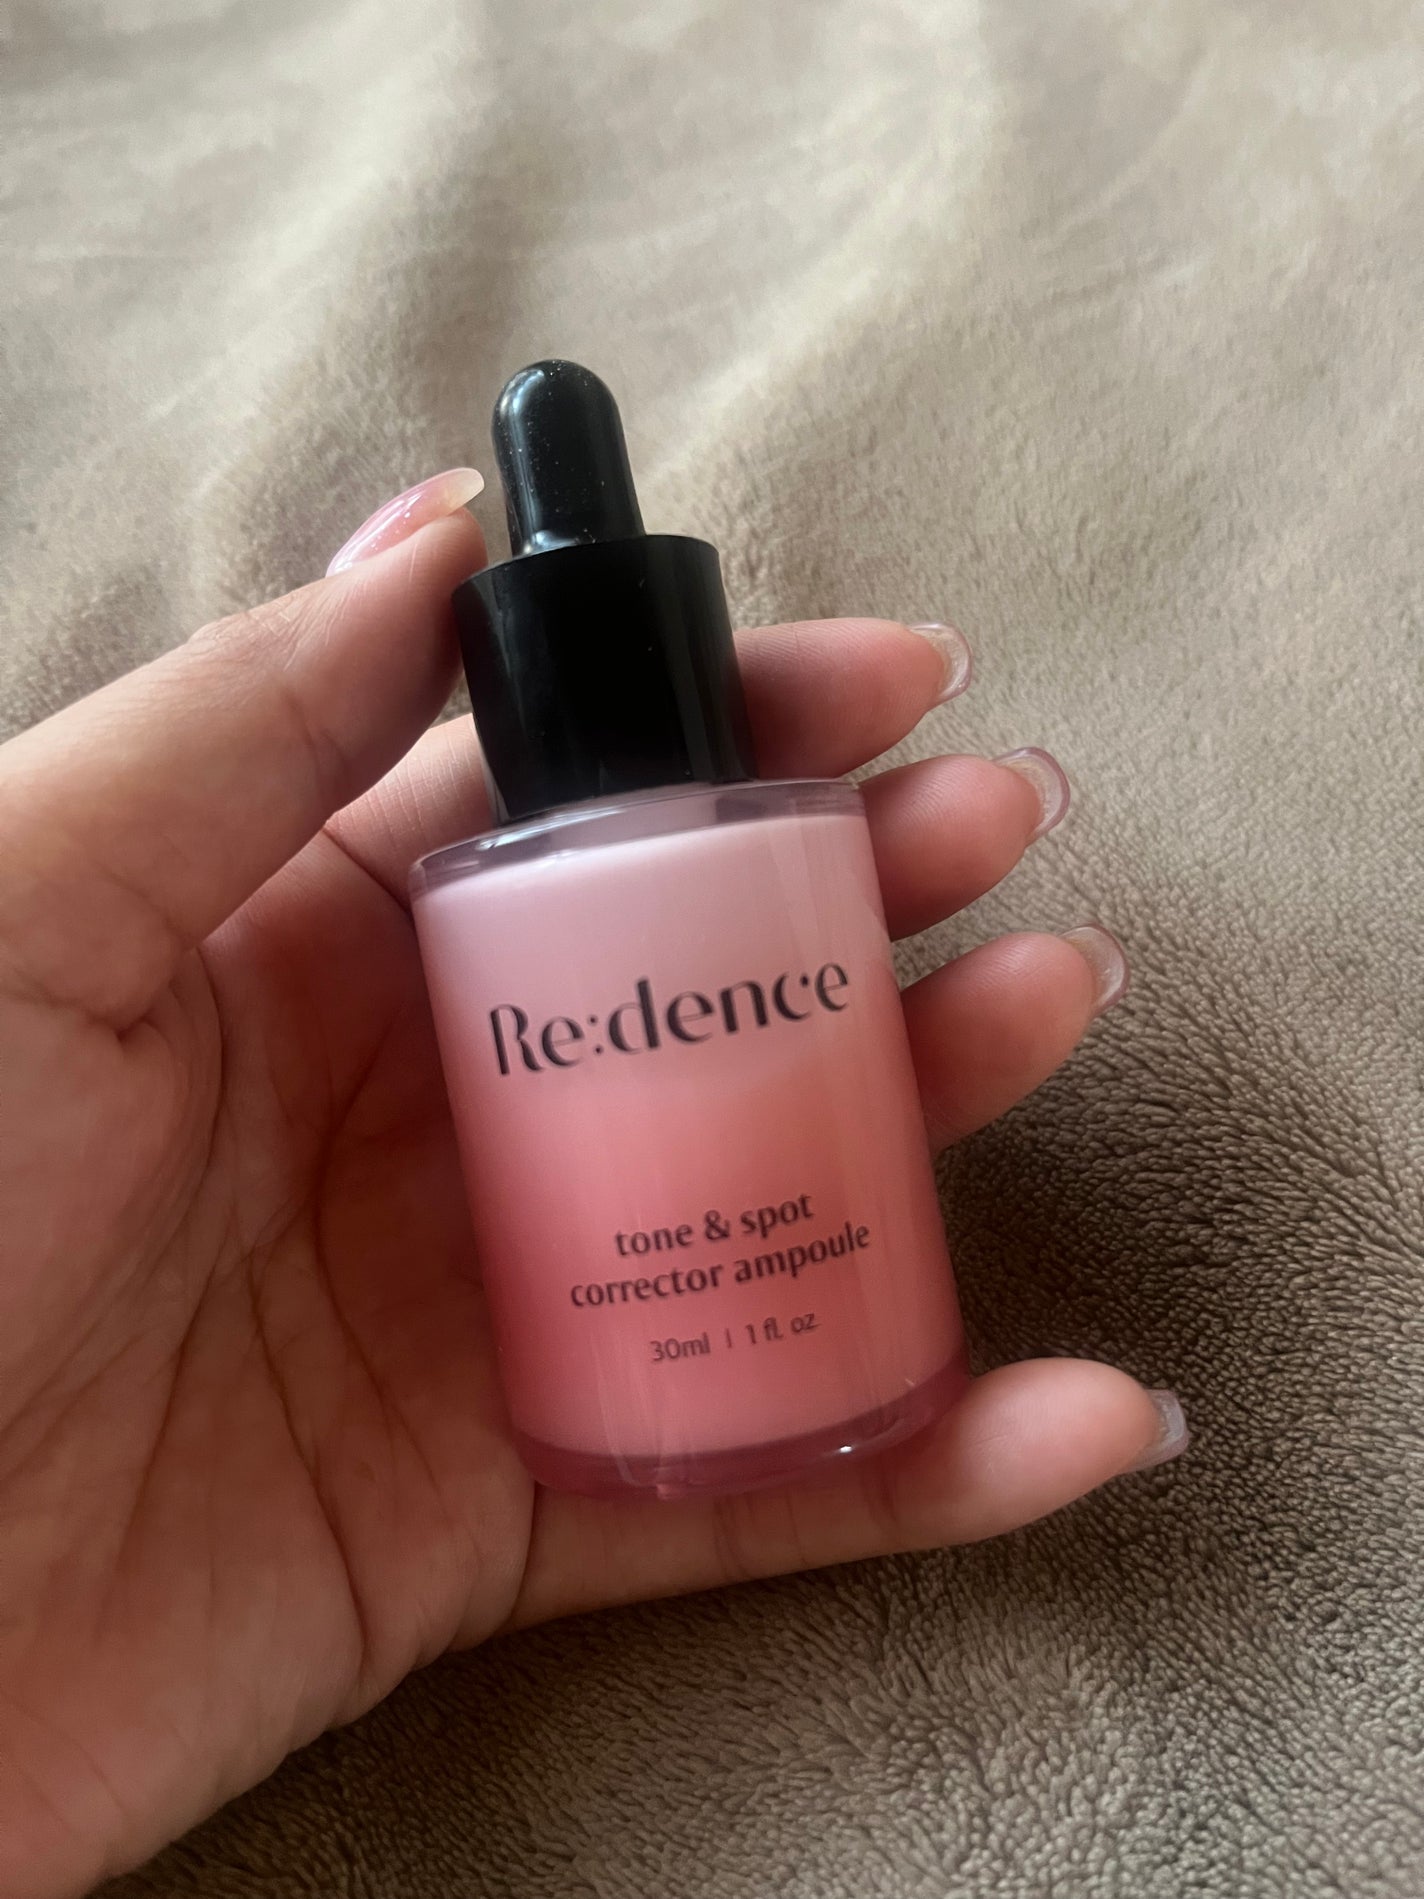 Re:dence
tone & spot
corrector ampoule
30ml | 1 fl. oz